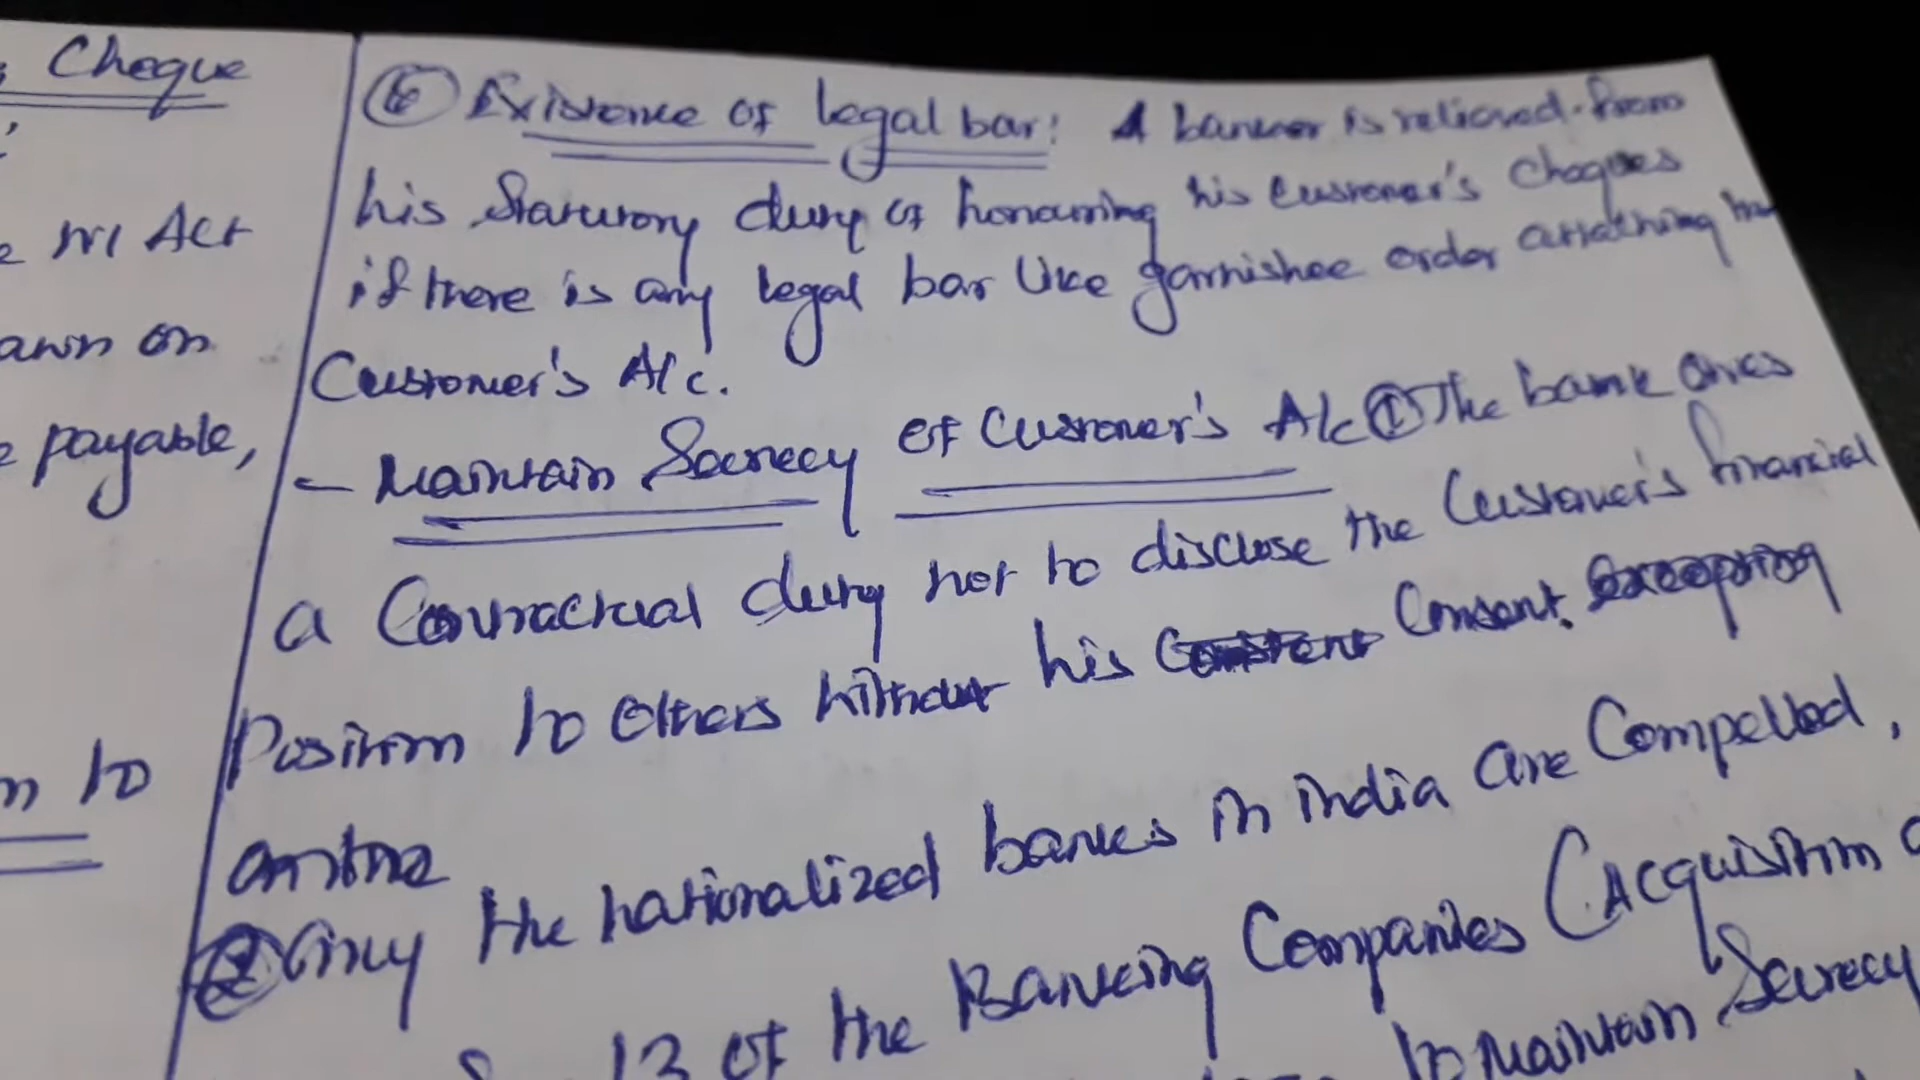 Cheque
NI Act
awn on
payable,
n to
⑥ Existence of legal bar: A banker is relieved from
his Statutory duty of honouring his Customer's Cheques
if there is any legal bar like garnishee order attaching the
Customer's A/c.
- Maintain Secrecy of Customer's A/c ① The bank owes
a Contractual duty not to disclose the Customer's financial
Position to others without his Consent.
② Only the nationalized banks in india are Compelled,
13 of the Banking Companies (Acquisition
to Maintain Secrecy